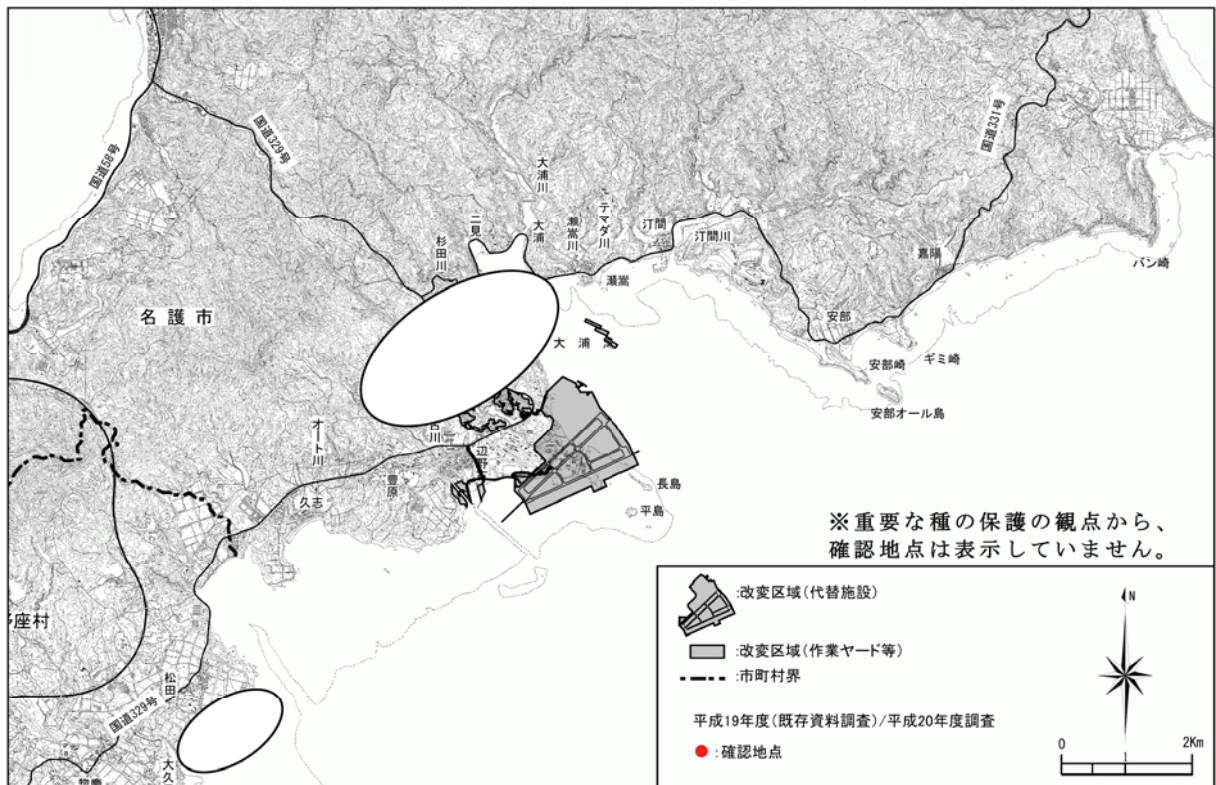 国道58号
国道329号
国道331号
大浦川
二見
大浦
瀬嵩川
テマダ川
汀間
杉田川
汀間川
嘉陽
バン崎
瀬嵩
名護市
安部
大浦
ギミ崎
安部崎
安部オール島
オート川
古川
辺野
豊原
久志
長島
平島
※重要な種の保護の観点から、
確認地点は表示していません。
座村
松田
国道329号
大久
惣慶
:改変区域(代替施設)
:改変区域(作業ヤード等)
:市町村界
平成19年度(既存資料調査)/平成20年度調査
:確認地点
N
0 1 2Km